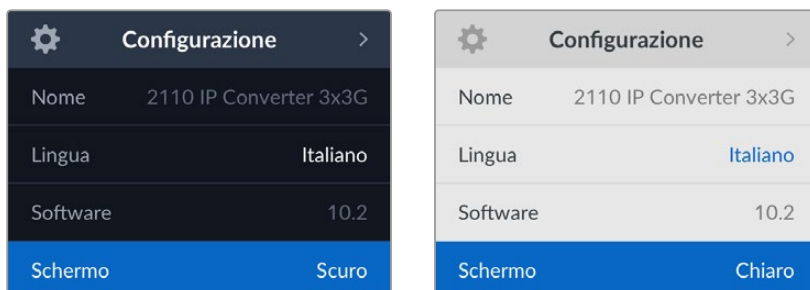 Configurazione
Nome 2110 IP Converter 3x3G
Lingua Italiano
Software 10.2
Schermo Scuro
Configurazione
Nome 2110 IP Converter 3x3G
Lingua Italiano
Software 10.2
Schermo Chiaro